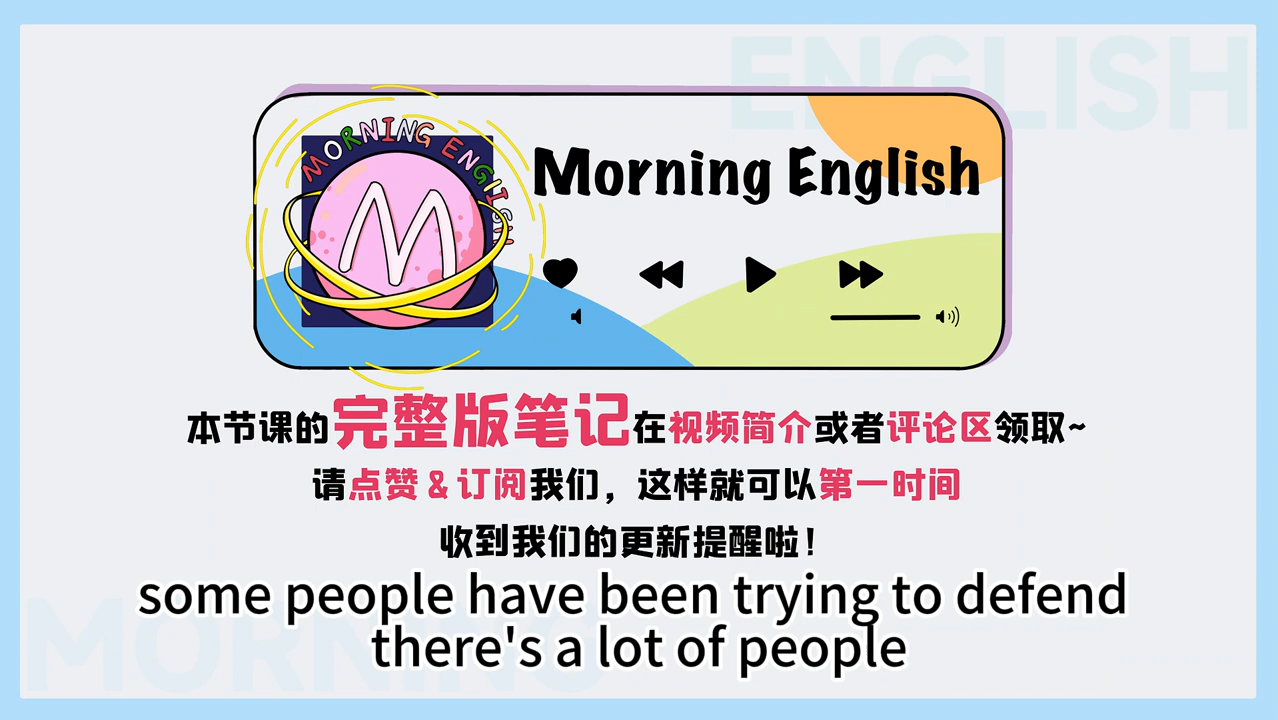 ENGLISH
MORNING ENGLISH
M
Morning English
本节课的完整版笔记在视频简介或者评论区领取~
请点赞&订阅我们，这样就可以第一时间
收到我们的更新提醒啦！
some people have been trying to defend
there's a lot of people
MORNING